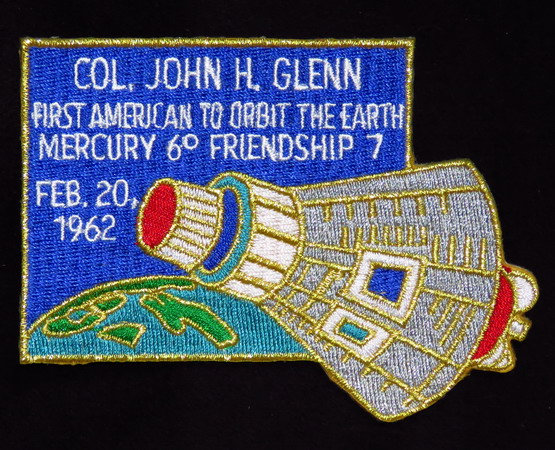 COL. JOHN H. GLENN
FIRST AMERICAN TO ORBIT THE EARTH
MERCURY 6º FRIENDSHIP 7
FEB. 20,
1962